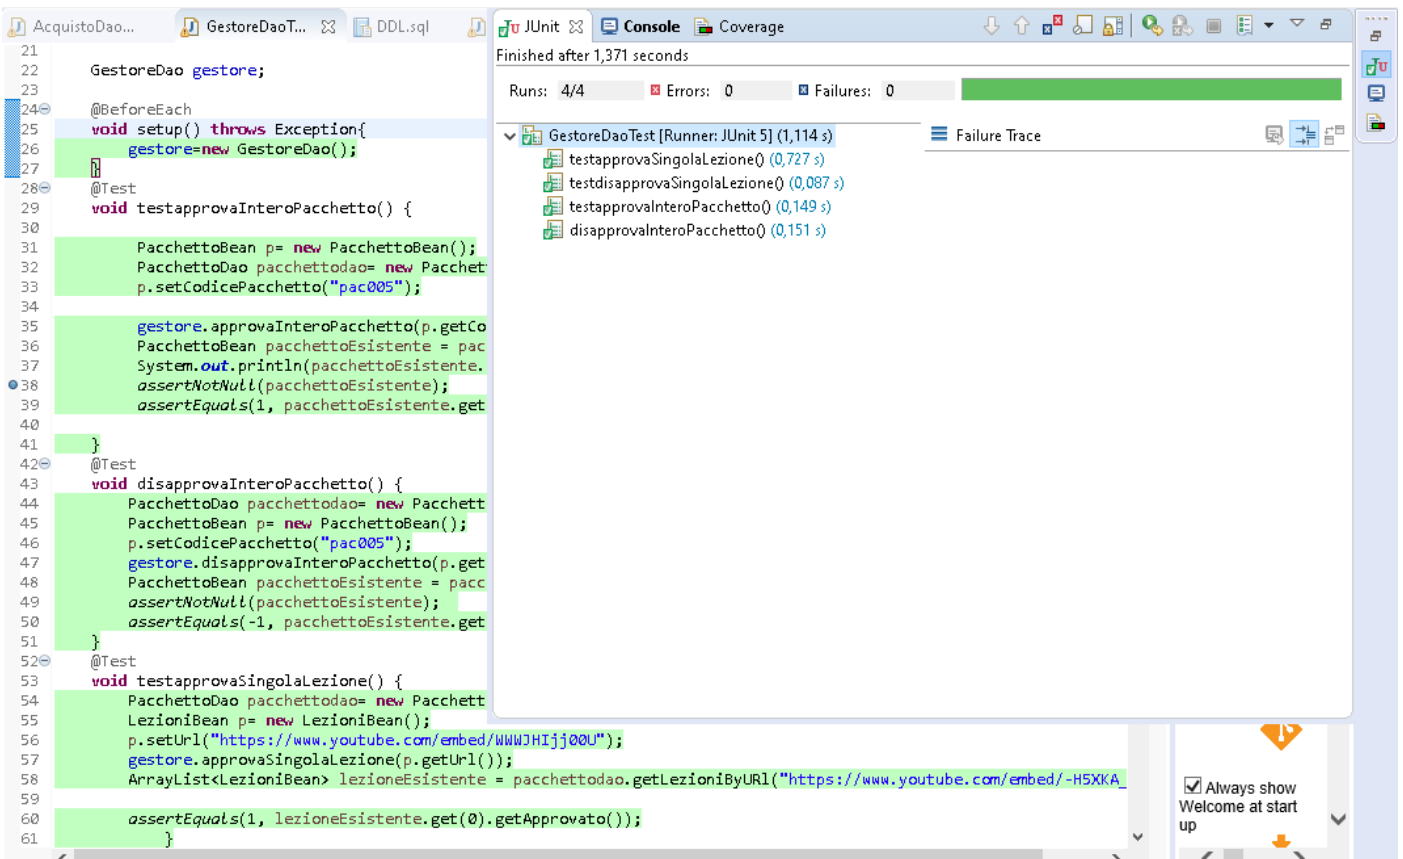 AcquistoDao...
GestoreDaoT...
DDL.sql
JUnit
Console
Coverage
Finished after 1,371 seconds
Runs: 4/4
Errors: 0
Failures: 0
GestoreDaoTest [Runner: JUnit 5] (1,114 s)
testapprovaSingolaLezione() (0,727 s)
testdisapprovaSingolaLezione() (0,087 s)
testapprovaInteroPacchetto() (0,149 s)
disapprovaInteroPacchetto() (0,151 s)
Failure Trace
21
22 GestoreDao gestore;
23
24 @BeforeEach
25 void setup() throws Exception{
26 gestore=new GestoreDao();
27 }
28 @Test
29 void testapprovaInteroPacchetto() {
30
31 PacchettoBean p= new PacchettoBean();
32 PacchettoDao pacchettodao= new Pacchet
33 p.setCodicePacchetto("pac005");
34
35 gestore.approvaInteroPacchetto(p.getCo
36 PacchettoBean pacchettoEsistente = pac
37 System.out.println(pacchettoEsistente.
38 assertNotNull(pacchettoEsistente);
39 assertEquals(1, pacchettoEsistente.get
40
41 }
42 @Test
43 void disapprovaInteroPacchetto() {
44 PacchettoDao pacchettodao= new Pacchett
45 PacchettoBean p= new PacchettoBean();
46 p.setCodicePacchetto("pac005");
47 gestore.disapprovaInteroPacchetto(p.get
48 PacchettoBean pacchettoEsistente = pacc
49 assertNotNull(pacchettoEsistente);
50 assertEquals(-1, pacchettoEsistente.get
51 }
52 @Test
53 void testapprovaSingolaLezione() {
54 PacchettoDao pacchettodao= new Pacchett
55 LezioniBean p= new LezioniBean();
56 p.setUrl("https://www.youtube.com/embed/WWWJHIjj00U");
57 gestore.approvaSingolaLezione(p.getUrl());
58 ArrayList<LezioniBean> lezioneEsistente = pacchettodao.getLezioniByURl("https://www.youtube.com/embed/-H5XKA_
59
60 assertEquals(1, lezioneEsistente.get(0).getApprovato());
61 }
Always show
Welcome at start
up